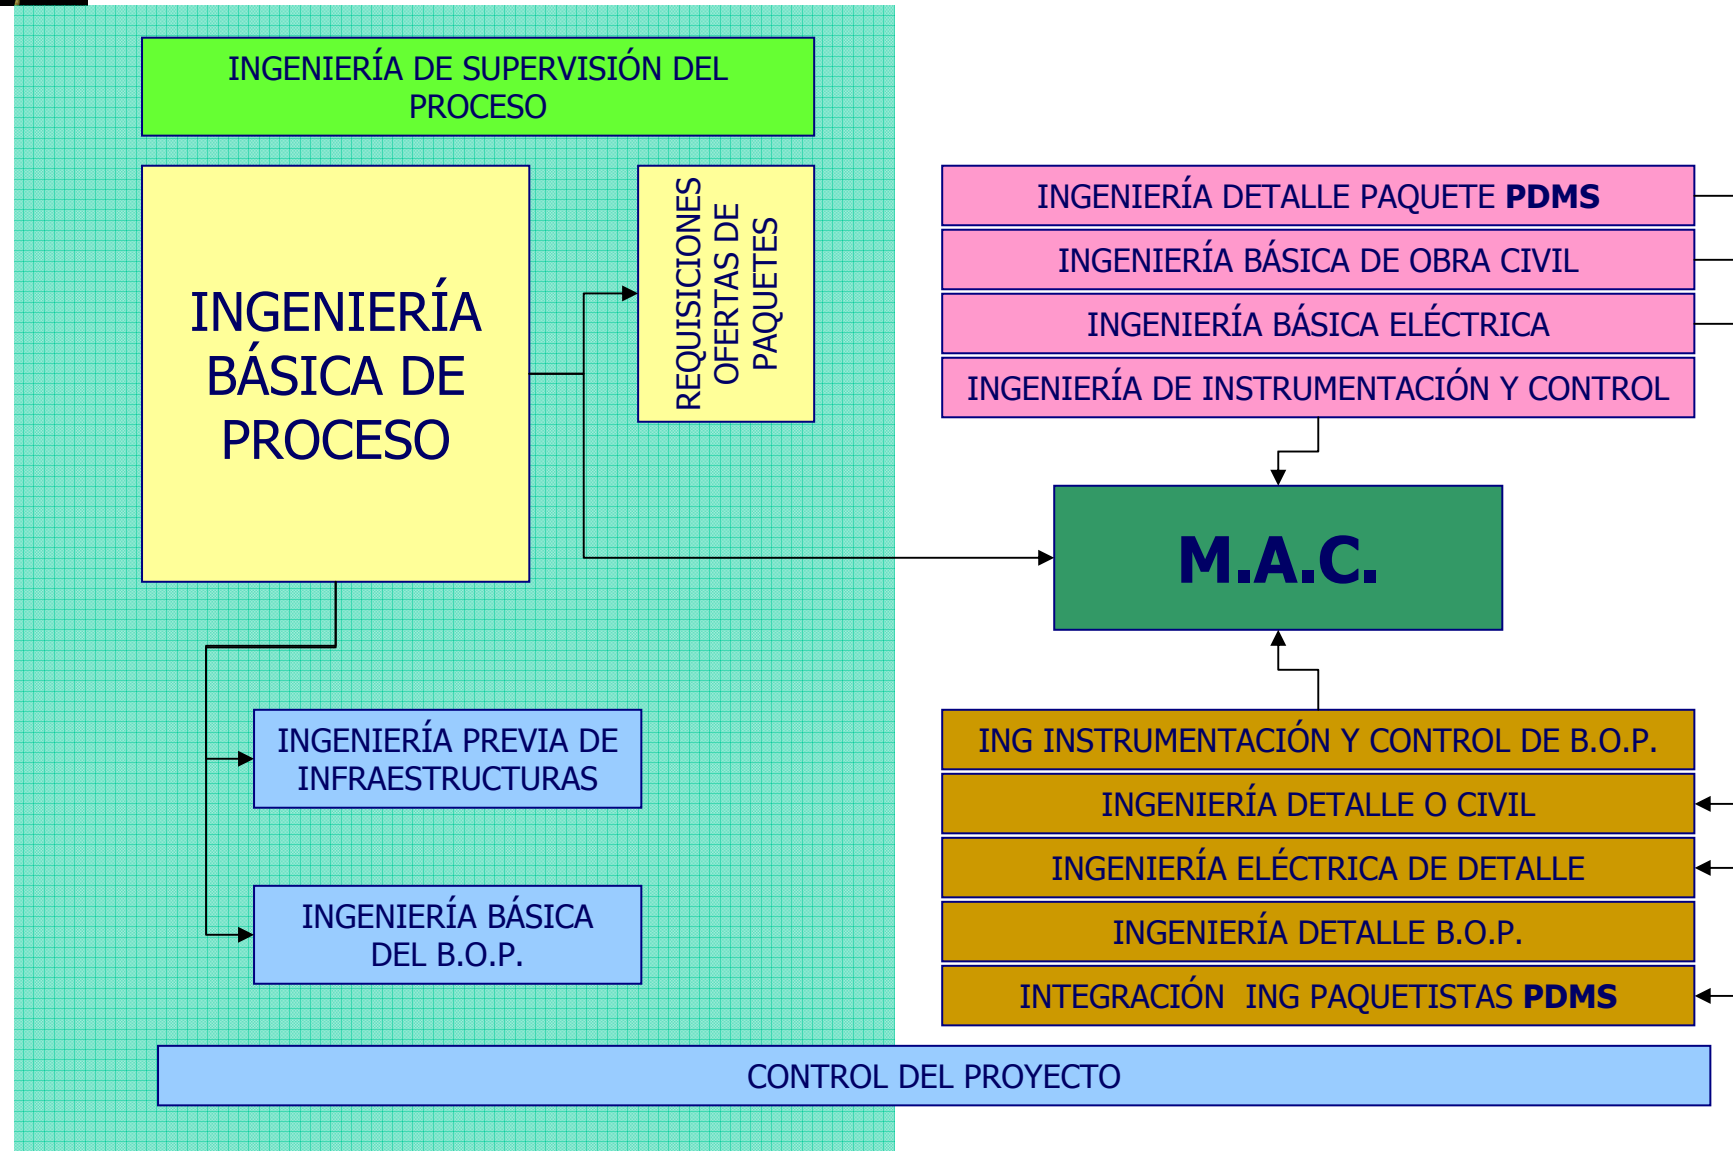 INGENIERÍA DE SUPERVISIÓN DEL
PROCESO
INGENIERÍA
BÁSICA DE
PROCESO
REQUISICIONES
OFERTAS DE
PAQUETES
INGENIERÍA DETALLE PAQUETE PDMS
INGENIERÍA BÁSICA DE OBRA CIVIL
INGENIERÍA BÁSICA ELÉCTRICA
INGENIERÍA DE INSTRUMENTACIÓN Y CONTROL
M.A.C.
INGENIERÍA PREVIA DE
INFRAESTRUCTURAS
INGENIERÍA BÁSICA
DEL B.O.P.
ING INSTRUMENTACIÓN Y CONTROL DE B.O.P.
INGENIERÍA DETALLE O CIVIL
INGENIERÍA ELÉCTRICA DE DETALLE
INGENIERÍA DETALLE B.O.P.
INTEGRACIÓN ING PAQUETISTAS PDMS
CONTROL DEL PROYECTO